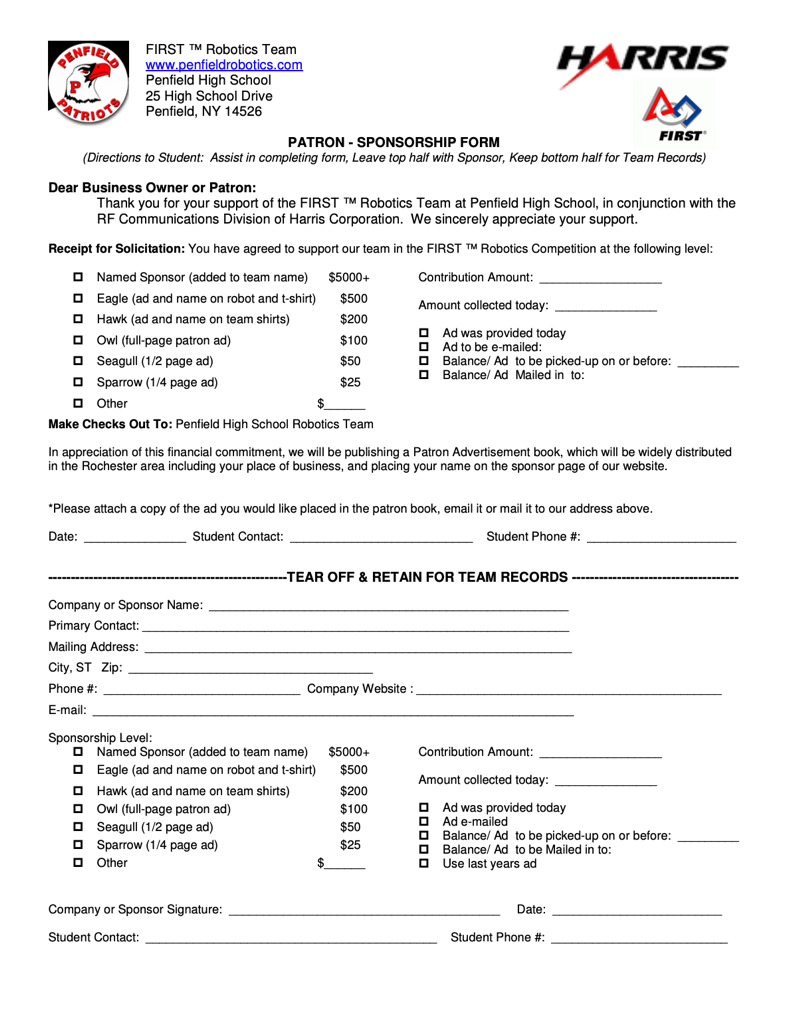 PENFIELD
P
PATRIOTS
FIRST ™ Robotics Team
www.penfieldrobotics.com
Penfield High School
25 High School Drive
Penfield, NY 14526
HARRIS
FIRST®
PATRON - SPONSORSHIP FORM
(Directions to Student: Assist in completing form, Leave top half with Sponsor, Keep bottom half for Team Records)
Dear Business Owner or Patron:
Thank you for your support of the FIRST ™ Robotics Team at Penfield High School, in conjunction with the
RF Communications Division of Harris Corporation. We sincerely appreciate your support.
Receipt for Solicitation: You have agreed to support our team in the FIRST ™ Robotics Competition at the following level:
Named Sponsor (added to team name) $5000+
Eagle (ad and name on robot and t-shirt) $500
Hawk (ad and name on team shirts) $200
Owl (full-page patron ad) $100
Seagull (1/2 page ad) $50
Sparrow (1/4 page ad) $25
Other $______
Contribution Amount: __________________
Amount collected today: _______________
Ad was provided today
Ad to be e-mailed:
Balance/ Ad to be picked-up on or before: _________
Balance/ Ad Mailed in to:
Make Checks Out To: Penfield High School Robotics Team
In appreciation of this financial commitment, we will be publishing a Patron Advertisement book, which will be widely distributed
in the Rochester area including your place of business, and placing your name on the sponsor page of our website.
*Please attach a copy of the ad you would like placed in the patron book, email it or mail it to our address above.
Date: _______________ Student Contact: ___________________________ Student Phone #: ______________________
-----------------------------------------------------TEAR OFF & RETAIN FOR TEAM RECORDS -------------------------------------
Company or Sponsor Name: _____________________________________________________
Primary Contact: _______________________________________________________________
Mailing Address: _______________________________________________________________
City, ST Zip: ____________________________________
Phone #: _____________________________ Company Website : _____________________________________________
E-mail: _______________________________________________________________________
Sponsorship Level:
Named Sponsor (added to team name) $5000+
Eagle (ad and name on robot and t-shirt) $500
Hawk (ad and name on team shirts) $200
Owl (full-page patron ad) $100
Seagull (1/2 page ad) $50
Sparrow (1/4 page ad) $25
Other $______
Contribution Amount: __________________
Amount collected today: _______________
Ad was provided today
Ad e-mailed
Balance/ Ad to be picked-up on or before: _________
Balance/ Ad to be Mailed in to:
Use last years ad
Company or Sponsor Signature: ________________________________________ Date: _________________________
Student Contact: ___________________________________________ Student Phone #: __________________________